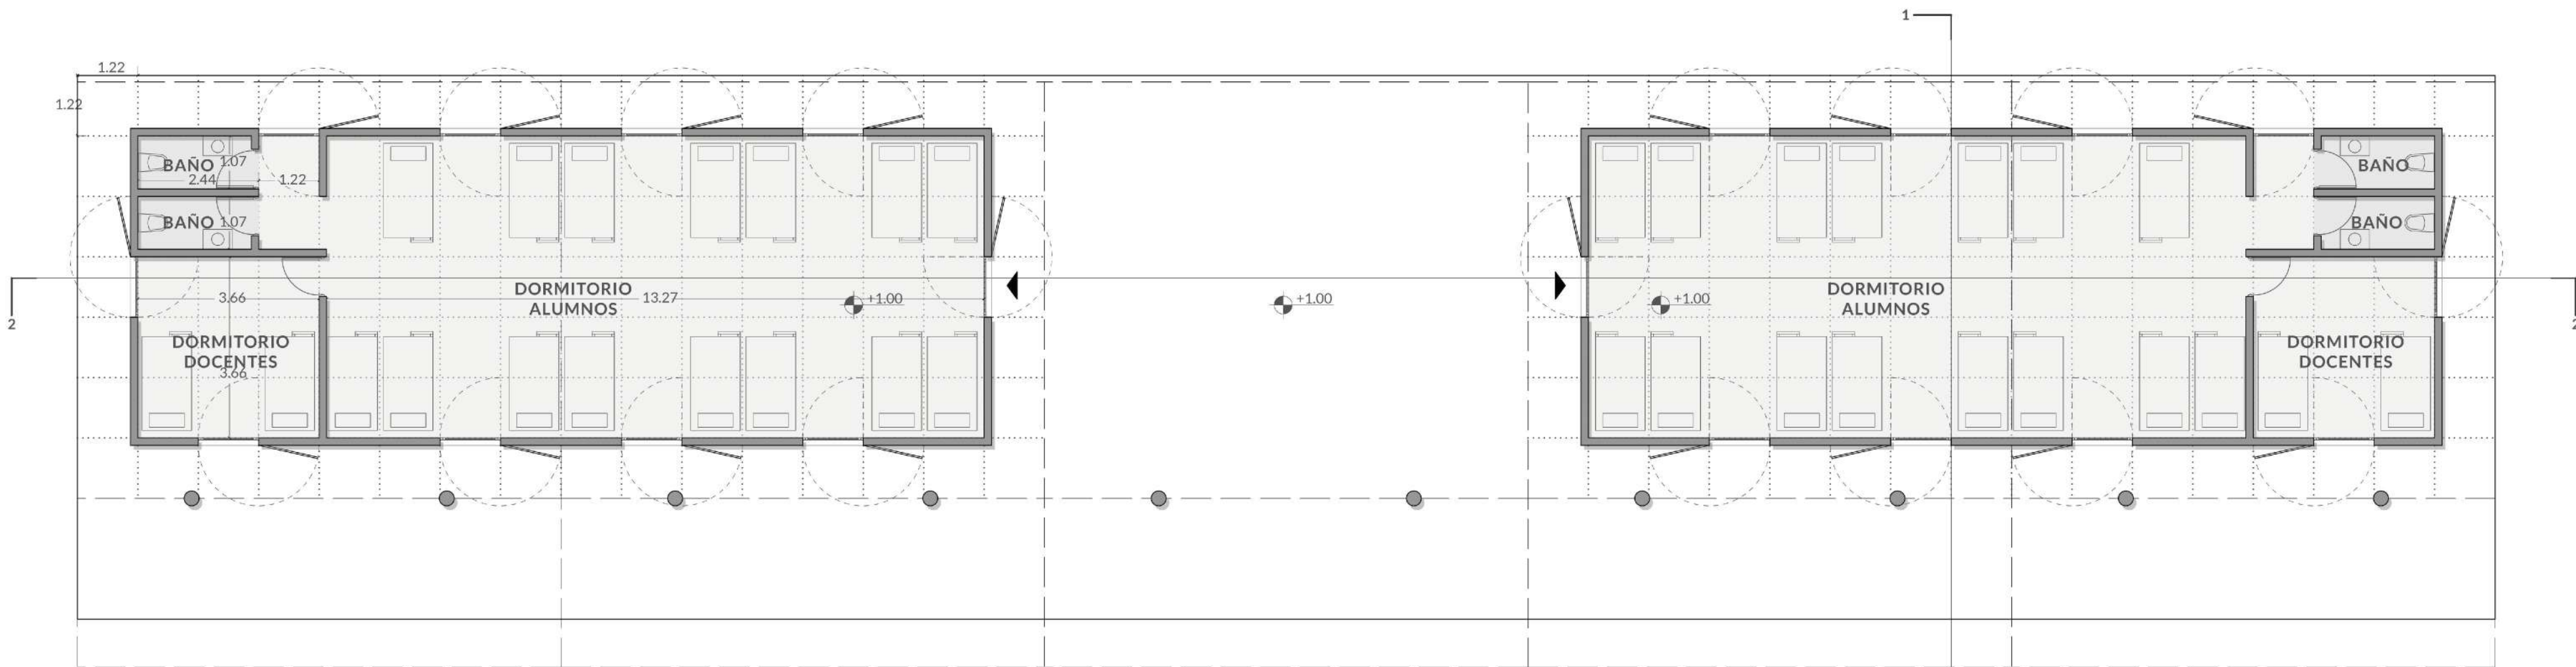 1
1.22
1.22
BAÑO 1.07
2.44
1.22
BAÑO 1.07
BAÑO
BAÑO
DORMITORIO
ALUMNOS
3.66
13.27
+1.00
+1.00
+1.00
DORMITORIO
ALUMNOS
2
2
DORMITORIO
DOCENTES
3.66
DORMITORIO
DOCENTES